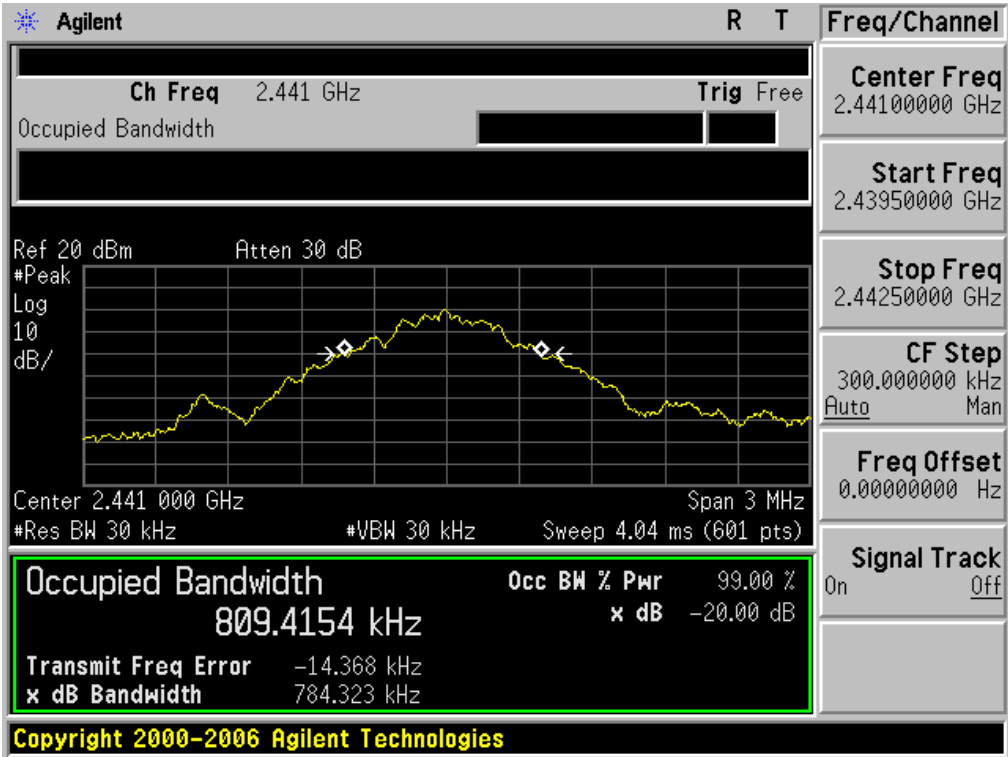 Agilent
R T
Freq/Channel
Ch Freq 2.441 GHz
Trig Free
Occupied Bandwidth
Center Freq
2.44100000 GHz
Start Freq
2.43950000 GHz
Stop Freq
2.44250000 GHz
CF Step
300.000000 kHz
Auto Man
Freq Offset
0.00000000 Hz
Signal Track
On Off
Ref 20 dBm
Atten 30 dB
#Peak
Log
10
dB/
Center 2.441 000 GHz
Span 3 MHz
#Res BW 30 kHz
#VBW 30 kHz
Sweep 4.04 ms (601 pts)
Occupied Bandwidth
809.4154 kHz
Occ BW % Pwr 99.00 %
x dB -20.00 dB
Transmit Freq Error -14.368 kHz
x dB Bandwidth 784.323 kHz
Copyright 2000-2006 Agilent Technologies